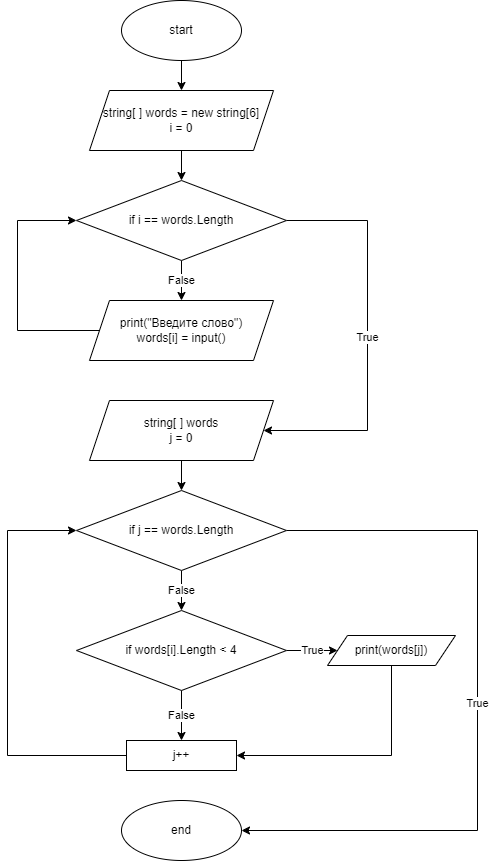 start
string[ ] words = new string[6]
i = 0
if i == words.Length
False
print("Введите слово")
words[i] = input()
True
string[ ] words
j = 0
if j == words.Length
False
if words[i].Length < 4
True
print(words[j])
True
False
j++
end